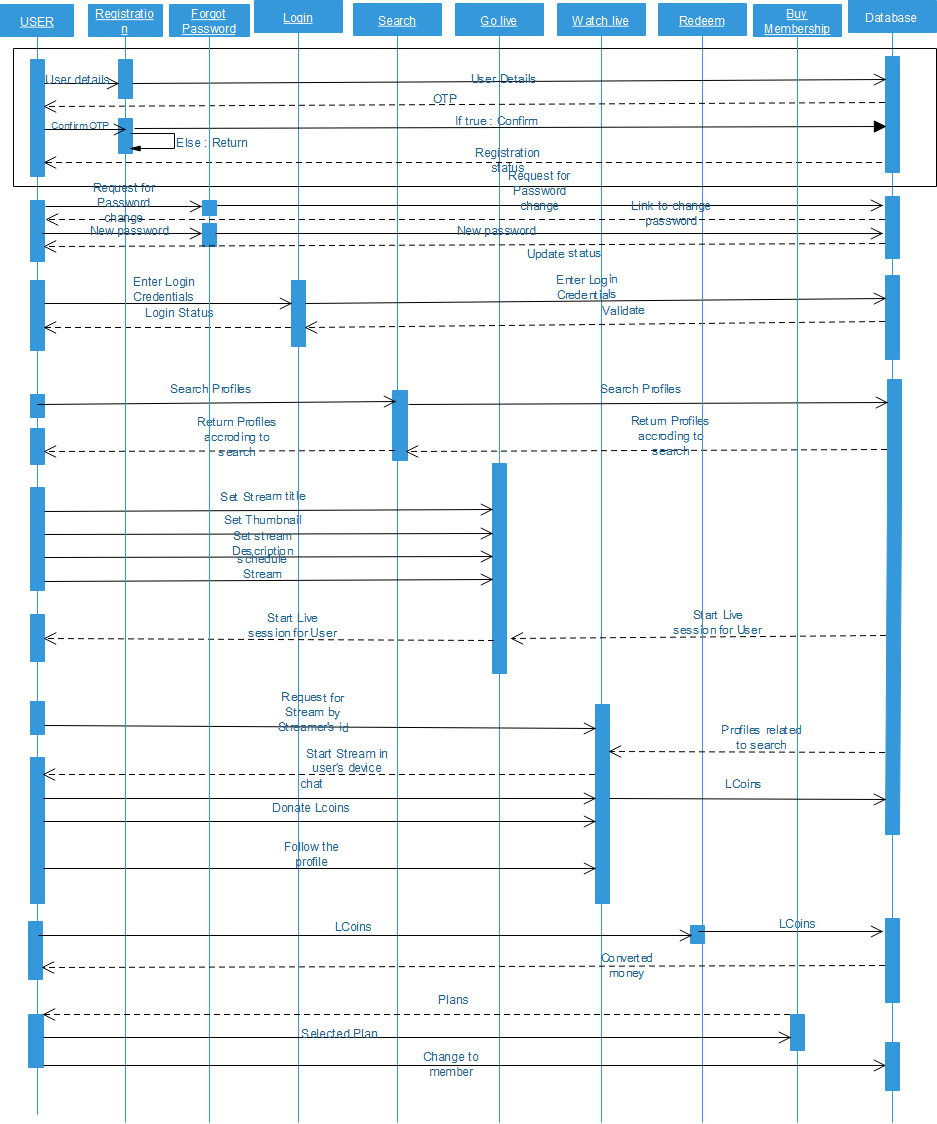 USER
Registratio
n
Forgot
Password
Login
Search
Go live
Watch live
Redeem
Buy
Membership
Database
User details
User Details
OTP
Confirm OTP
If true : Confirm
Else : Return
Registration
status
Request for
Password
change
Request for
Password
change
Link to change
password
New password
New password
Update status
Enter Login
Credentials
Enter Login
Credentials
Login Status
Validate
Search Profiles
Search Profiles
Return Profiles
accroding to
search
Return Profiles
accroding to
search
Set Stream title
Set Thumbnail
Set stream
Description
schedule
Stream
Start Live
session for User
Start Live
session for User
Request for
Stream by
Streamer's id
Profiles related
to search
Start Stream in
user's device
chat
LCoins
Donate Lcoins
Follow the
profile
LCoins
LCoins
Converted
money
Plans
Selected Plan
Change to
member